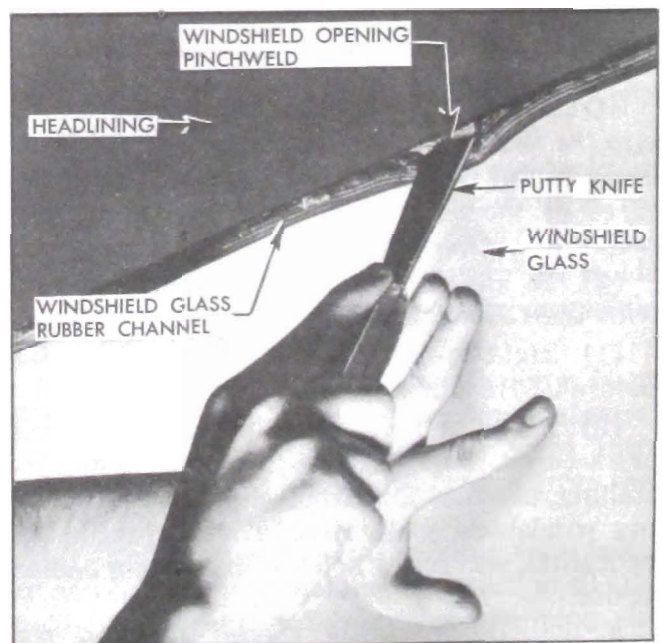 WINDSHIELD OPENING
PINCHWELD
HEADLINING
PUTTY KNIFE
WINDSHIELD
GLASS
WINDSHIELD GLASS
RUBBER CHANNEL